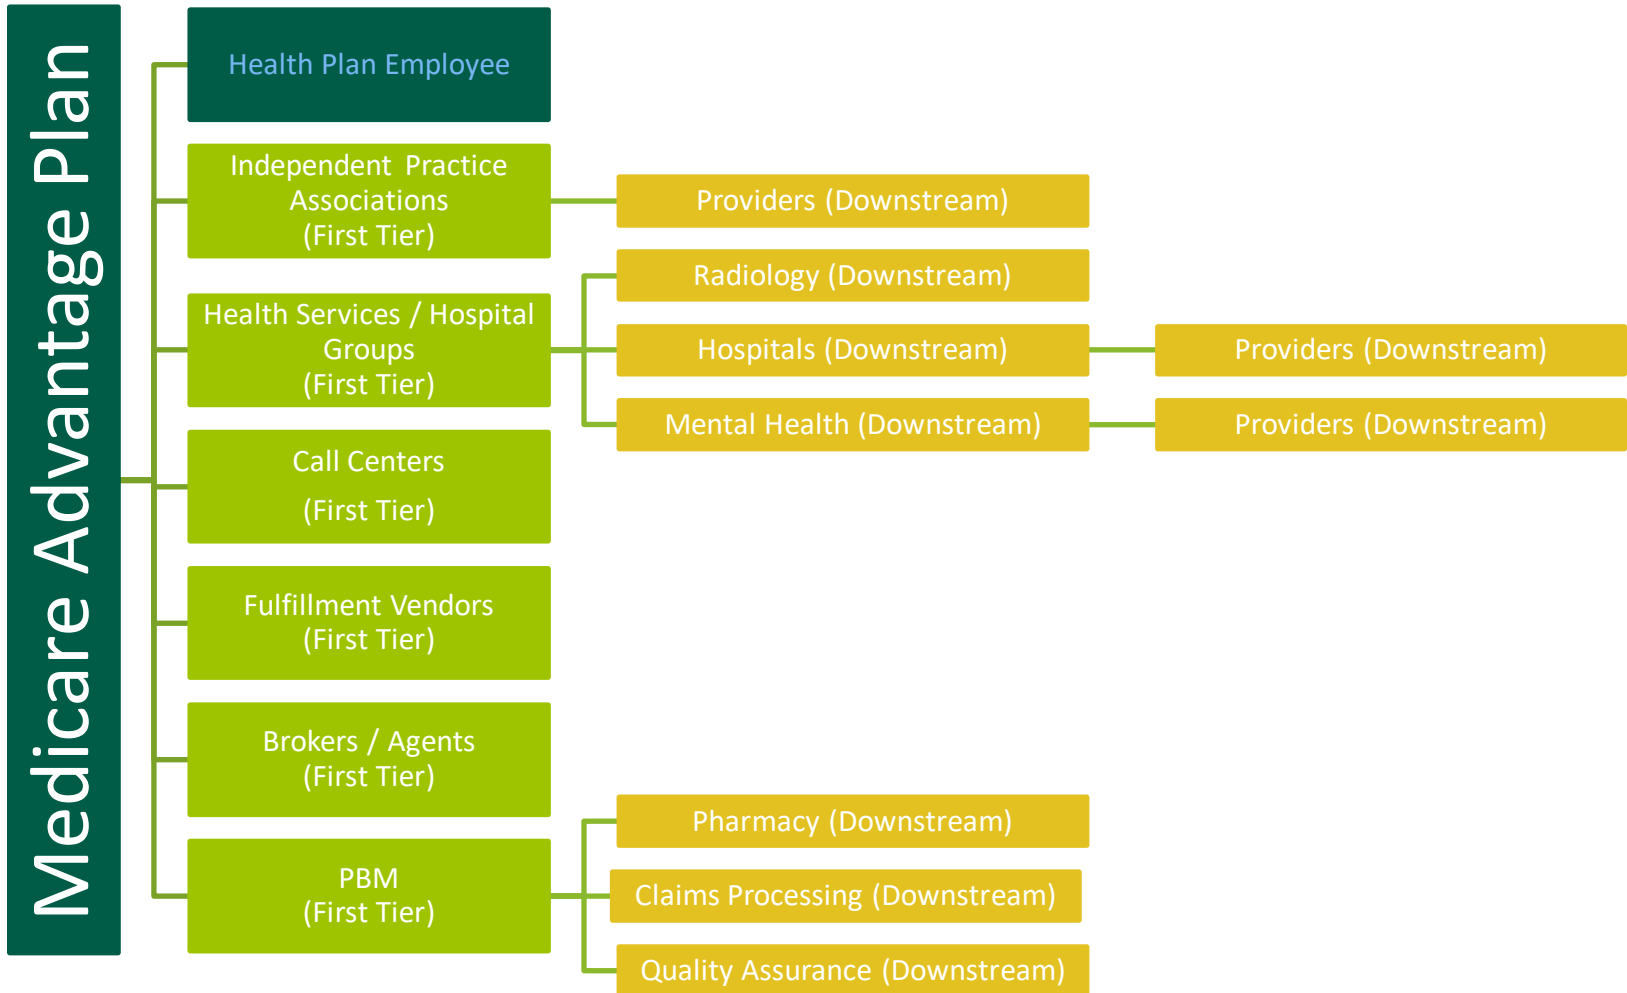 Medicare Advantage Plan
Health Plan Employee
Independent Practice
Associations
(First Tier)
Providers (Downstream)
Health Services / Hospital
Groups
(First Tier)
Radiology (Downstream)
Hospitals (Downstream)
Providers (Downstream)
Mental Health (Downstream)
Providers (Downstream)
Call Centers
(First Tier)
Fulfillment Vendors
(First Tier)
Brokers / Agents
(First Tier)
PBM
(First Tier)
Pharmacy (Downstream)
Claims Processing (Downstream)
Quality Assurance (Downstream)